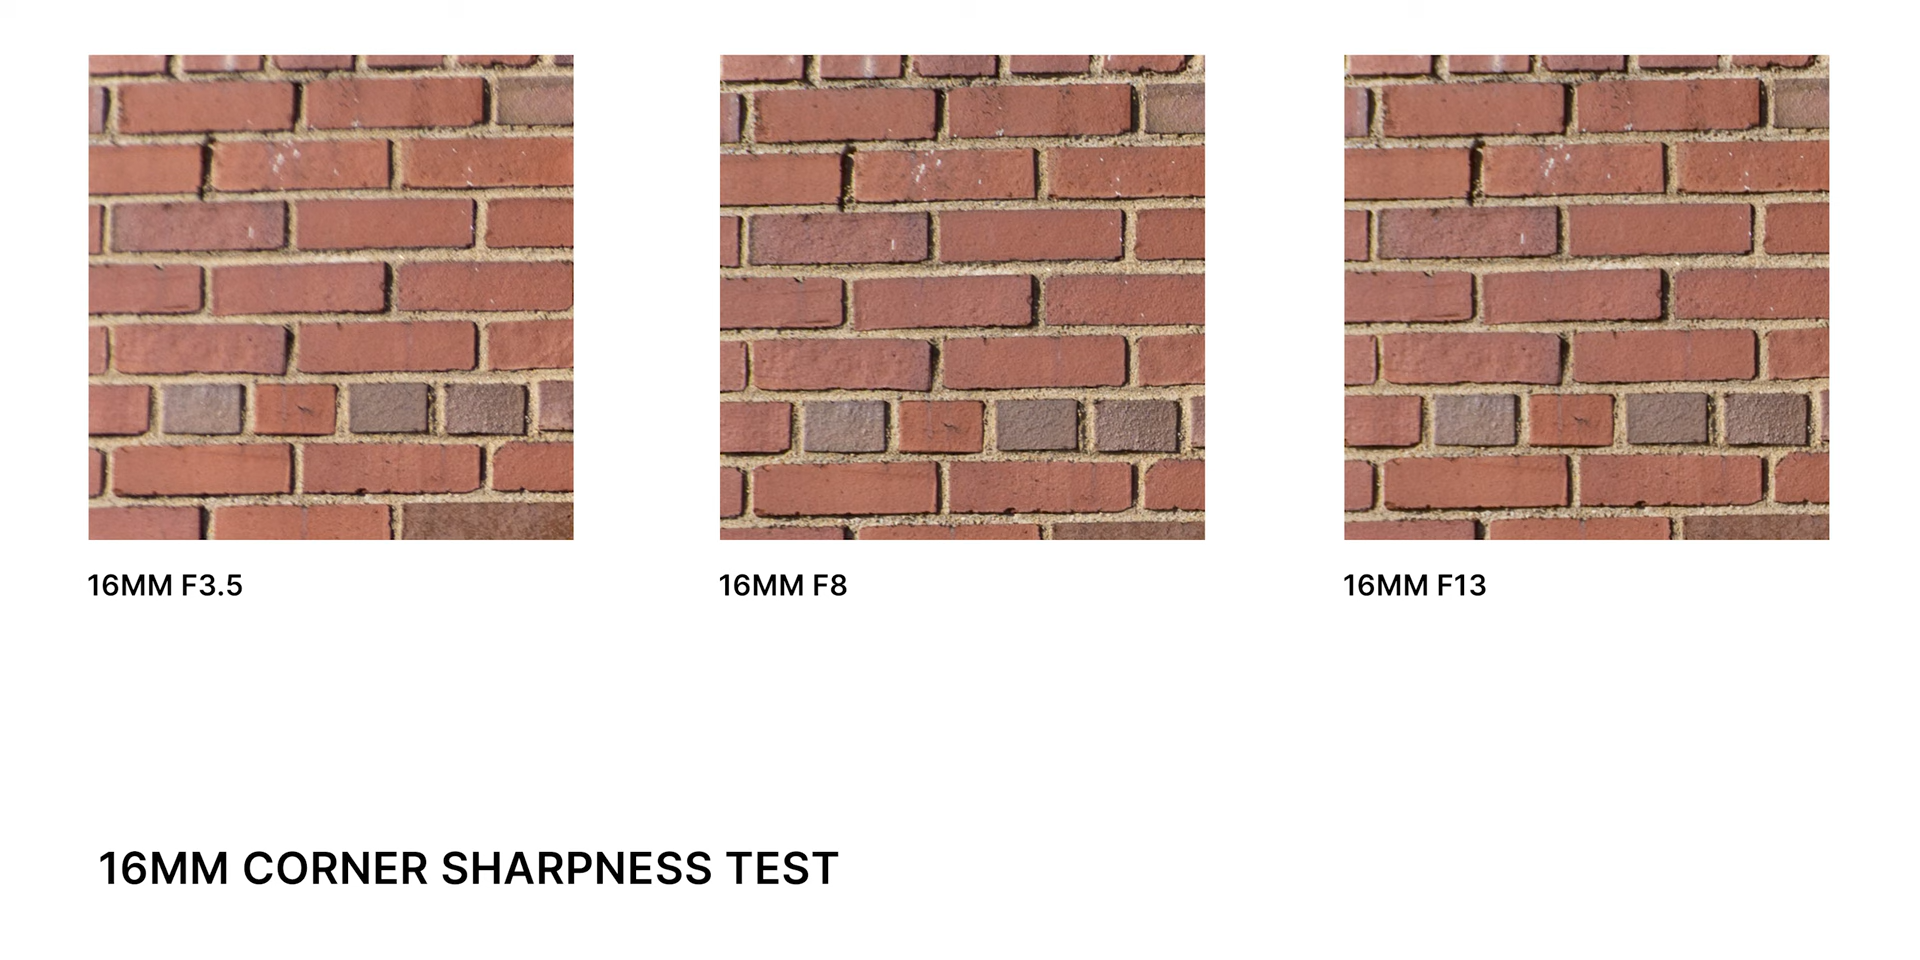 16MM F3.5
16MM F8
16MM F13
16MM CORNER SHARPNESS TEST